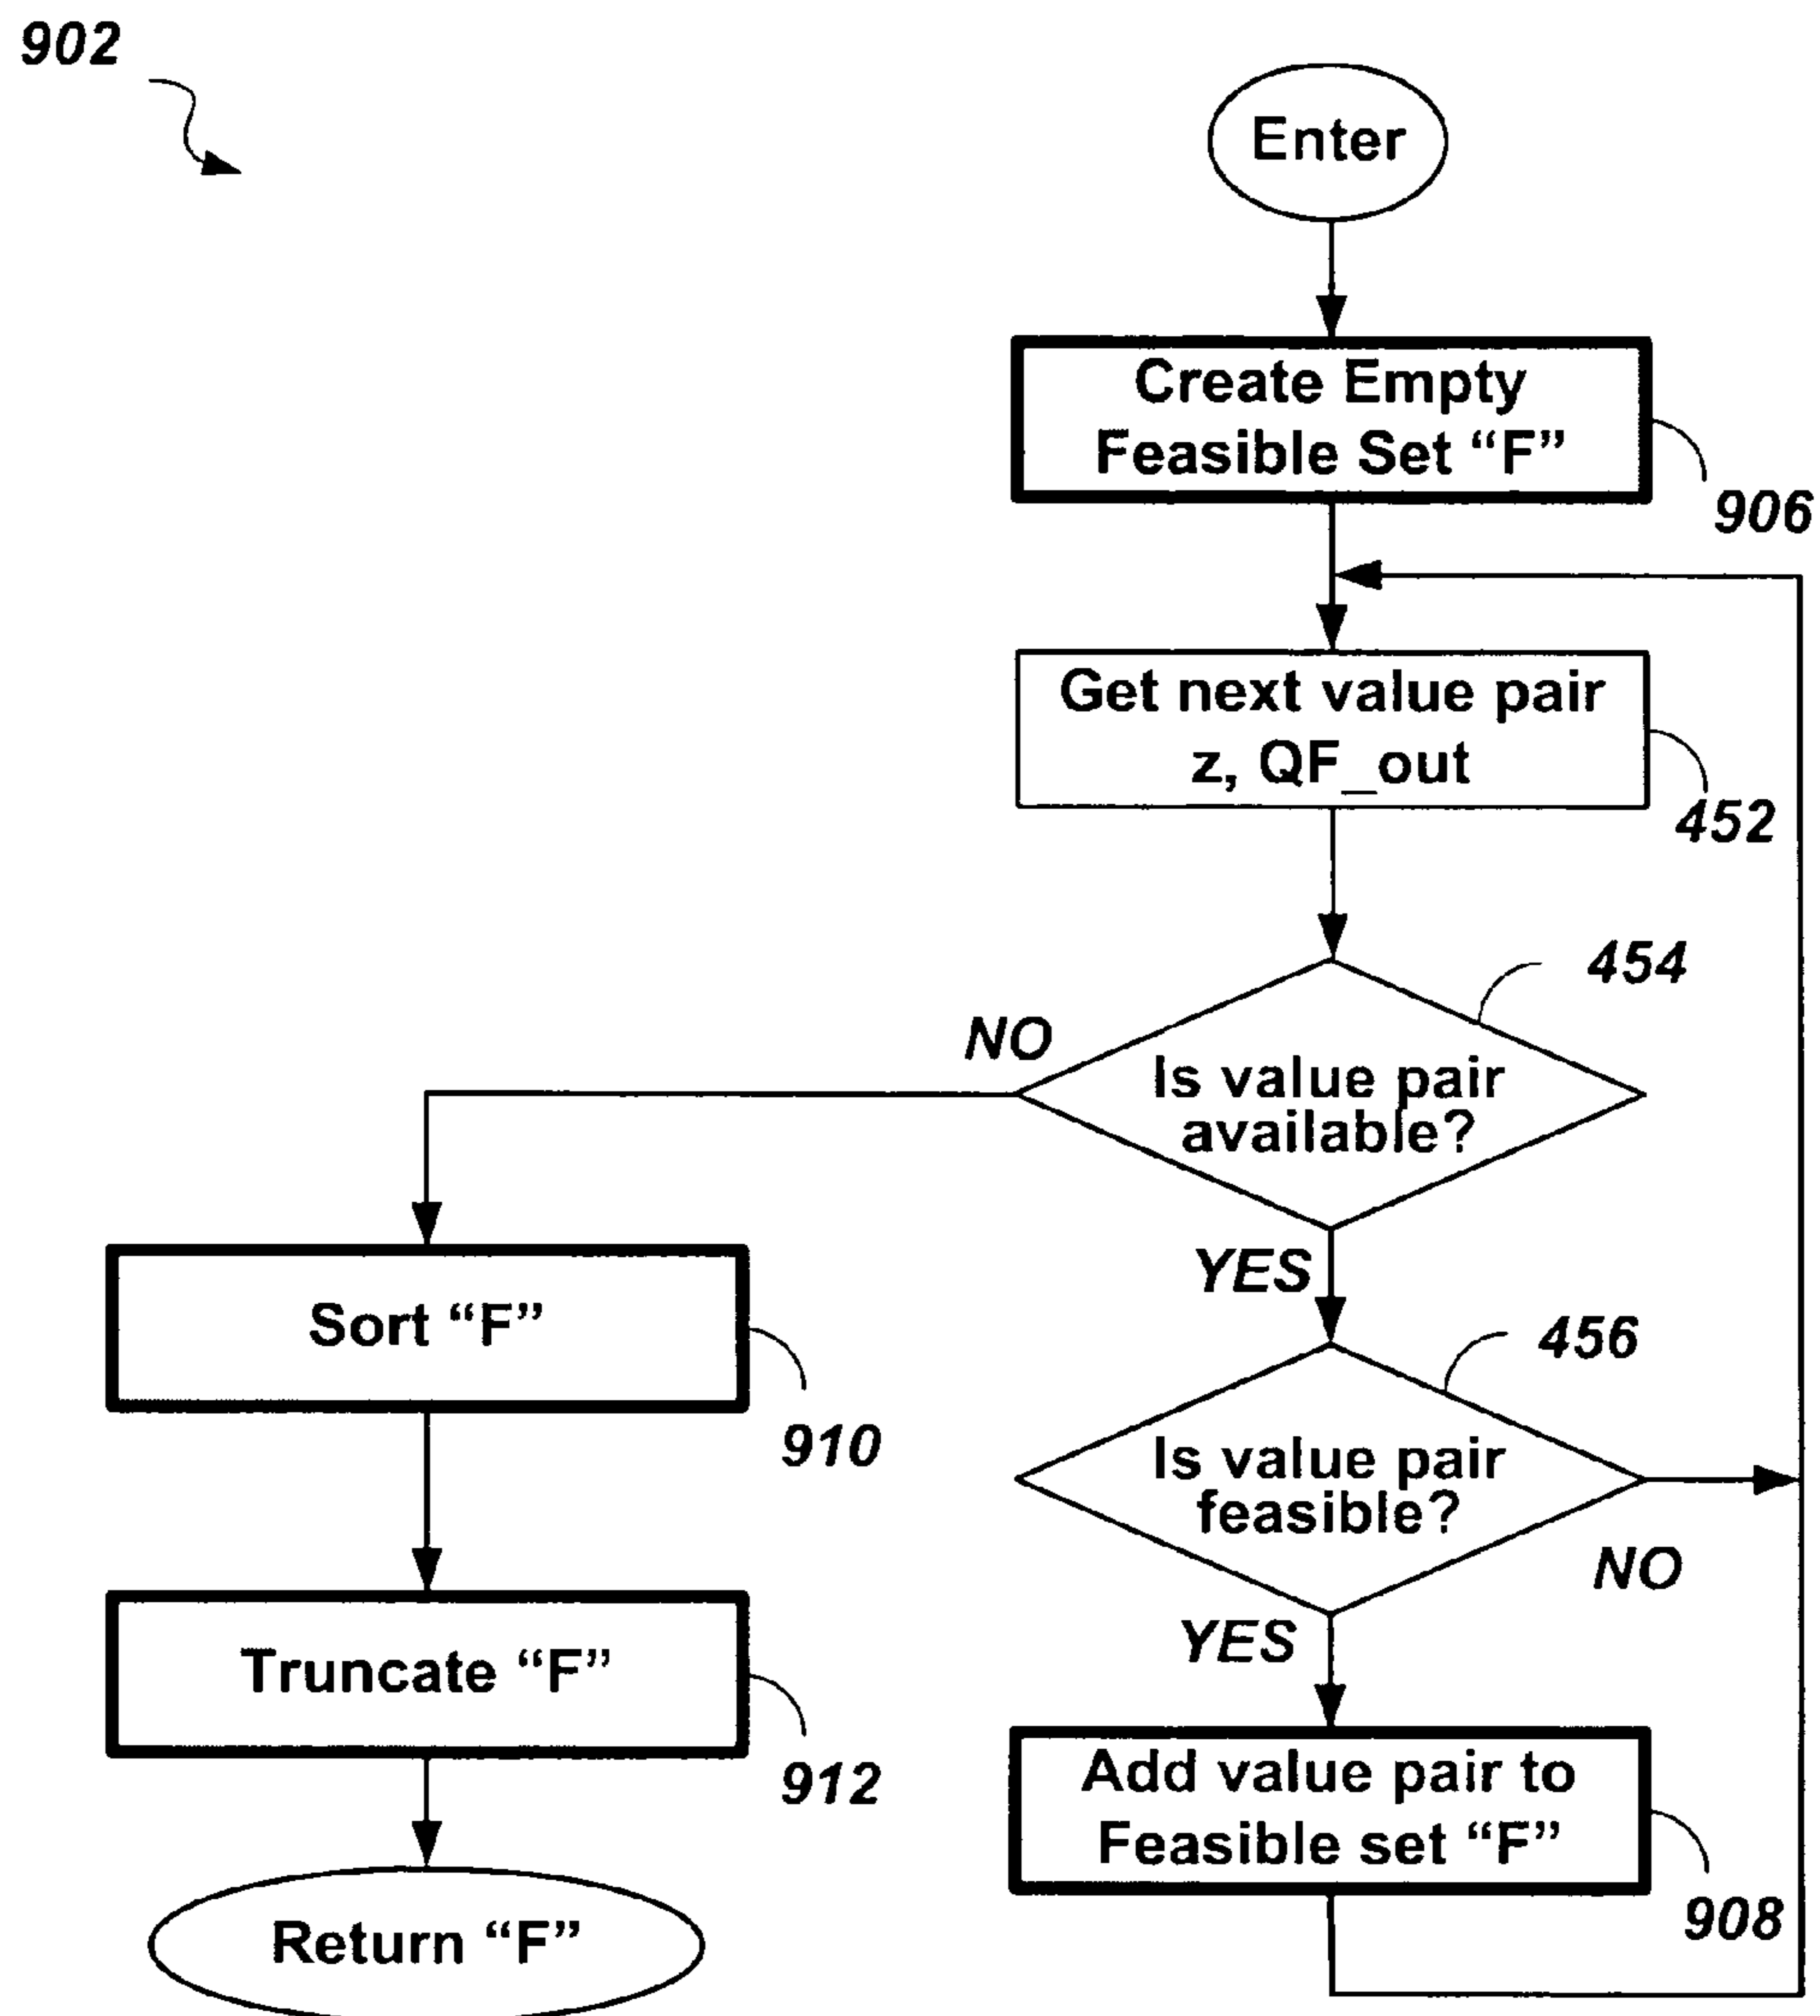 902
Enter
Create Empty
Feasible Set “F”
906
Get next value pair
z, QF_out
452
454
NO
Is value pair
available?
YES
456
Is value pair
feasible?
NO
YES
Add value pair to
Feasible set “F”
908
Sort “F”
910
Truncate “F”
912
Return “F”